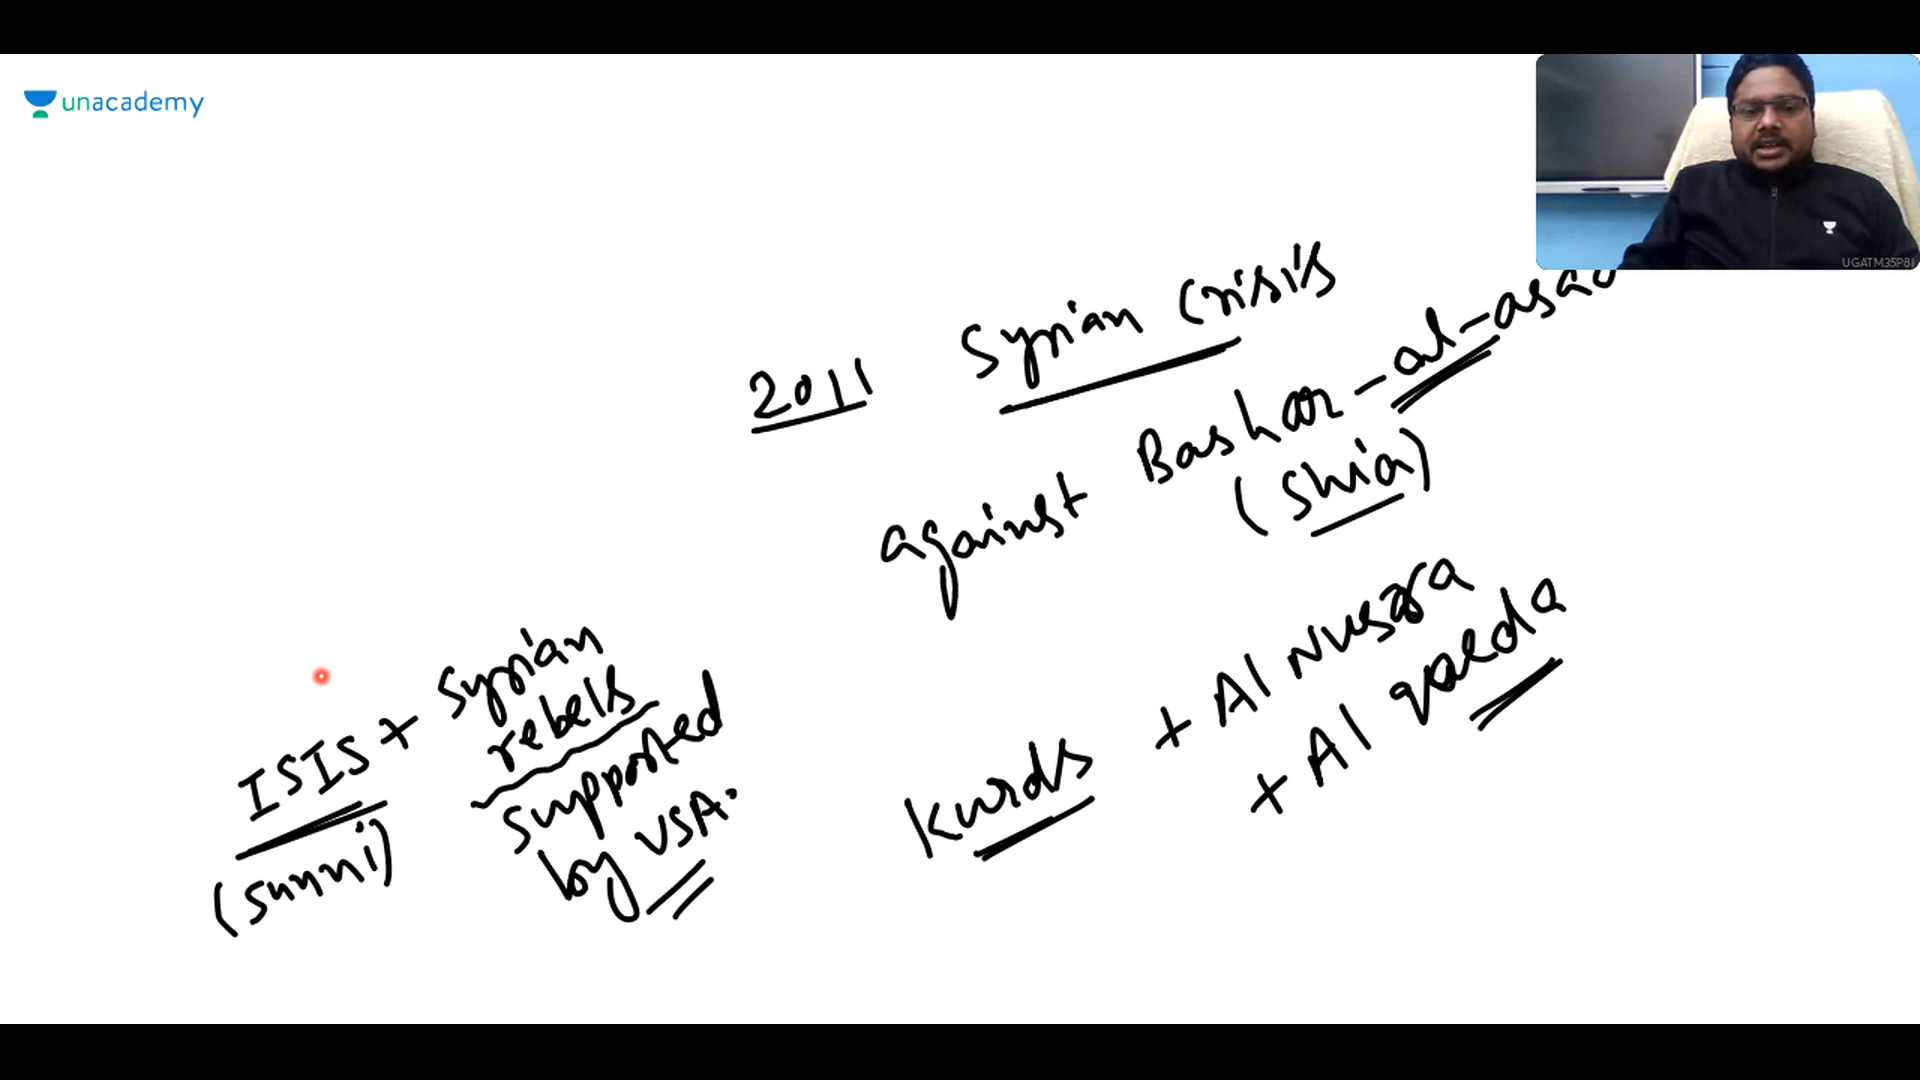 unacademy
UGATM35P8I
2011 Syrian Crisis
against Bashar-al-asad
(Shia)
ISIS + Syrian
rebels
(Sunni)
supported
by USA.
Kurds + Al Nusra
+ Al qaeda